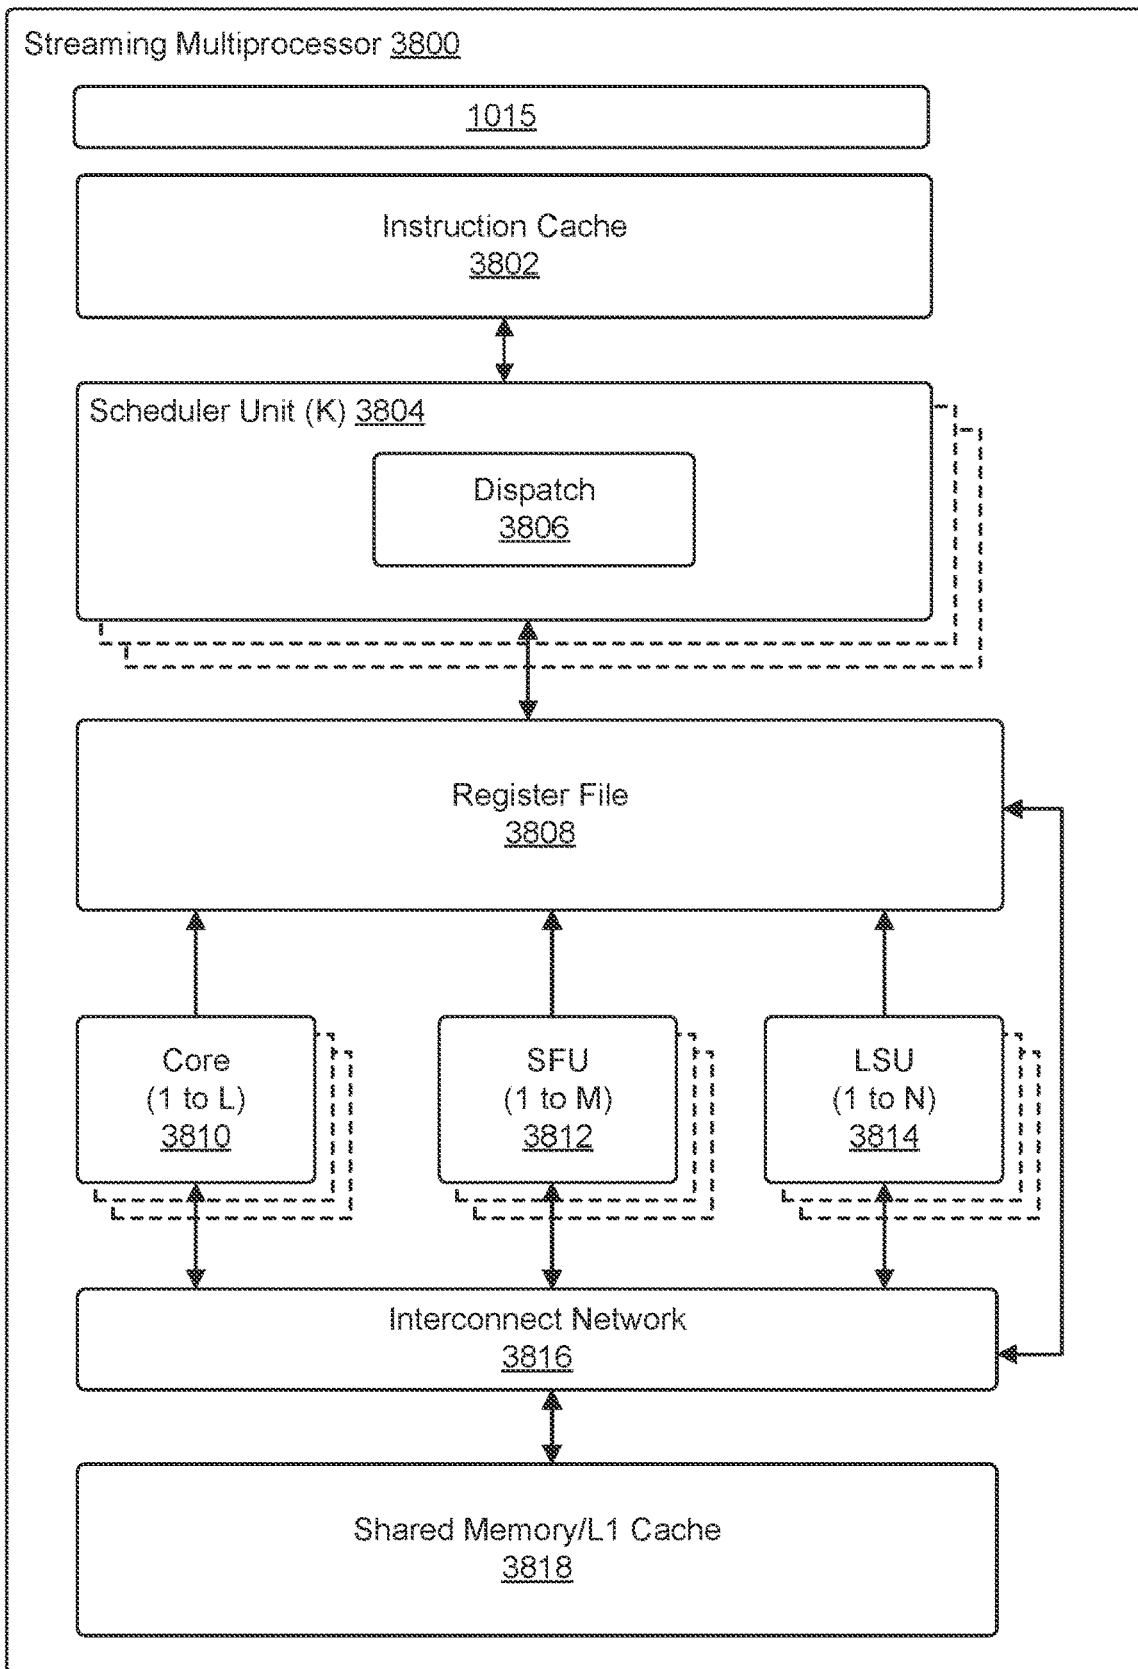 Streaming Multiprocessor 3800
1015
Instruction Cache
3802
Scheduler Unit (K) 3804
Dispatch
3806
Register File
3808
Core
(1 to L)
3810
SFU
(1 to M)
3812
LSU
(1 to N)
3814
Interconnect Network
3816
Shared Memory/L1 Cache
3818